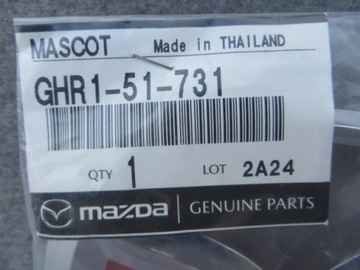 MASCOT Made in THAILAND
GHR1-51-731
QTY 1 LOT 2A24
mazda GENUINE PARTS